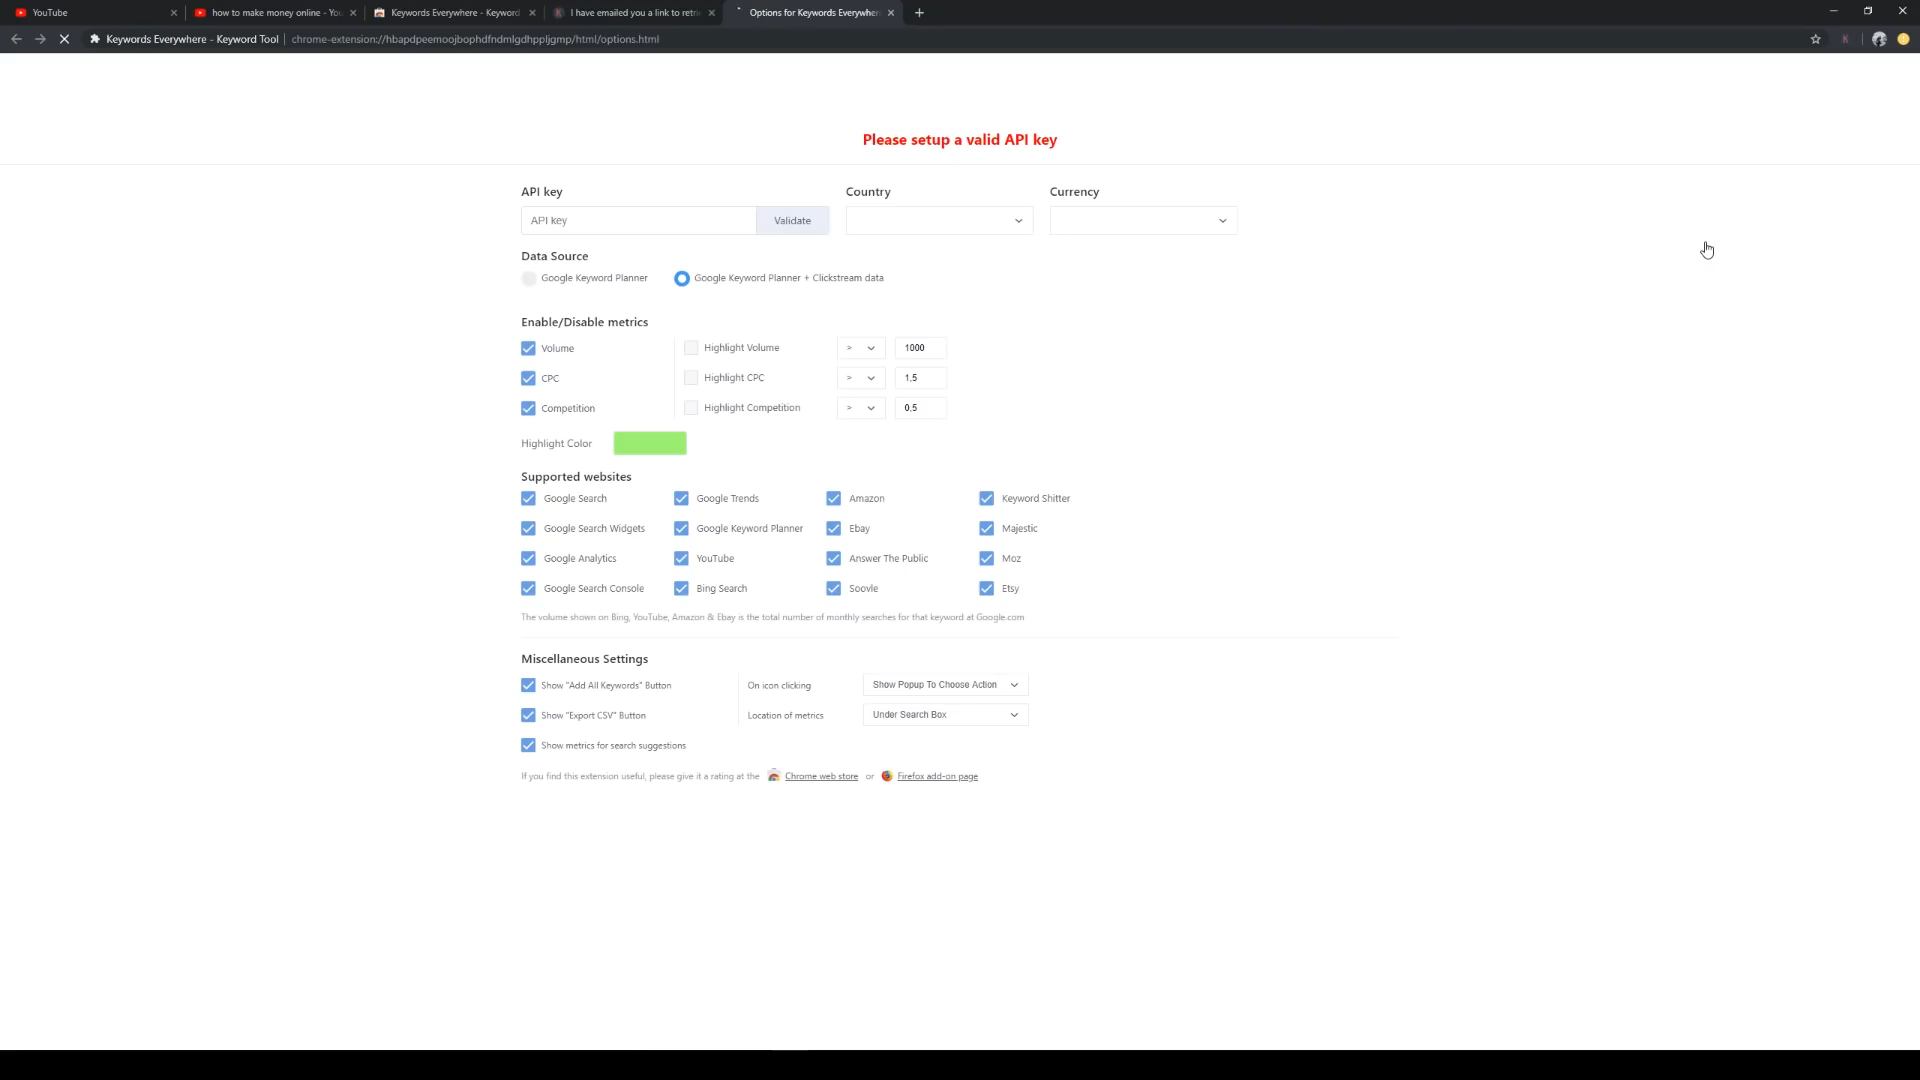 YouTube
how to make money online - You
Keywords Everywhere - Keyword
I have emailed you a link to retrie
Options for Keywords Everywhere
Keywords Everywhere - Keyword Tool
chrome-extension://hbapdpeemoojbophdfndmlgdhppljgmp/html/options.html
Please setup a valid API key
API key
Country
Currency
API key
Validate
Data Source
Google Keyword Planner
Google Keyword Planner + Clickstream data
Enable/Disable metrics
Volume
Highlight Volume
>
1000
CPC
Highlight CPC
>
1,5
Competition
Highlight Competition
>
0,5
Highlight Color
Supported websites
Google Search
Google Trends
Amazon
Keyword Shitter
Google Search Widgets
Google Keyword Planner
Ebay
Majestic
Google Analytics
YouTube
Answer The Public
Moz
Google Search Console
Bing Search
Soovle
Etsy
The volume shown on Bing, YouTube, Amazon & Ebay is the total number of monthly searches for that keyword at Google.com
Miscellaneous Settings
Show "Add All Keywords" Button
On icon clicking
Show Popup To Choose Action
Show "Export CSV" Button
Location of metrics
Under Search Box
Show metrics for search suggestions
If you find this extension useful, please give it a rating at the Chrome web store or Firefox add-on page